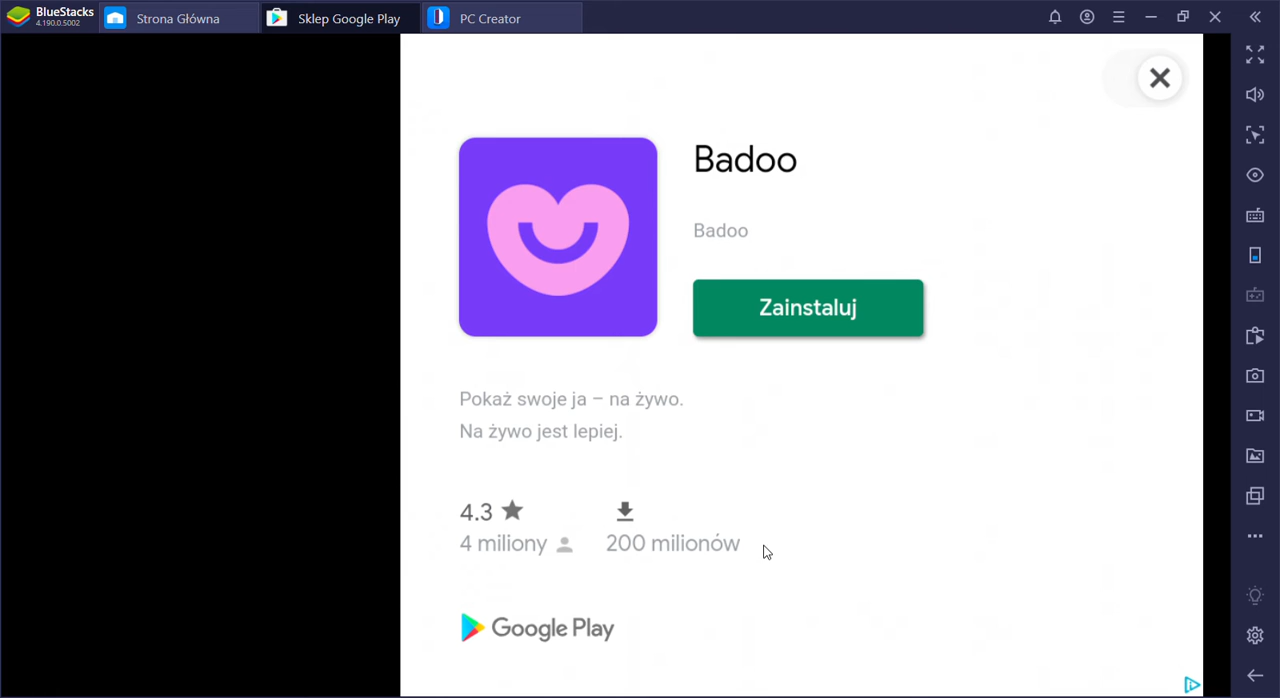 BlueStacks
4.190.0.5002
Strona Główna
Sklep Google Play
PC Creator
Badoo
Badoo
Zainstaluj
Pokaż swoje ja – na żywo.
Na żywo jest lepiej.
4.3
4 miliony
200 milionów
Google Play